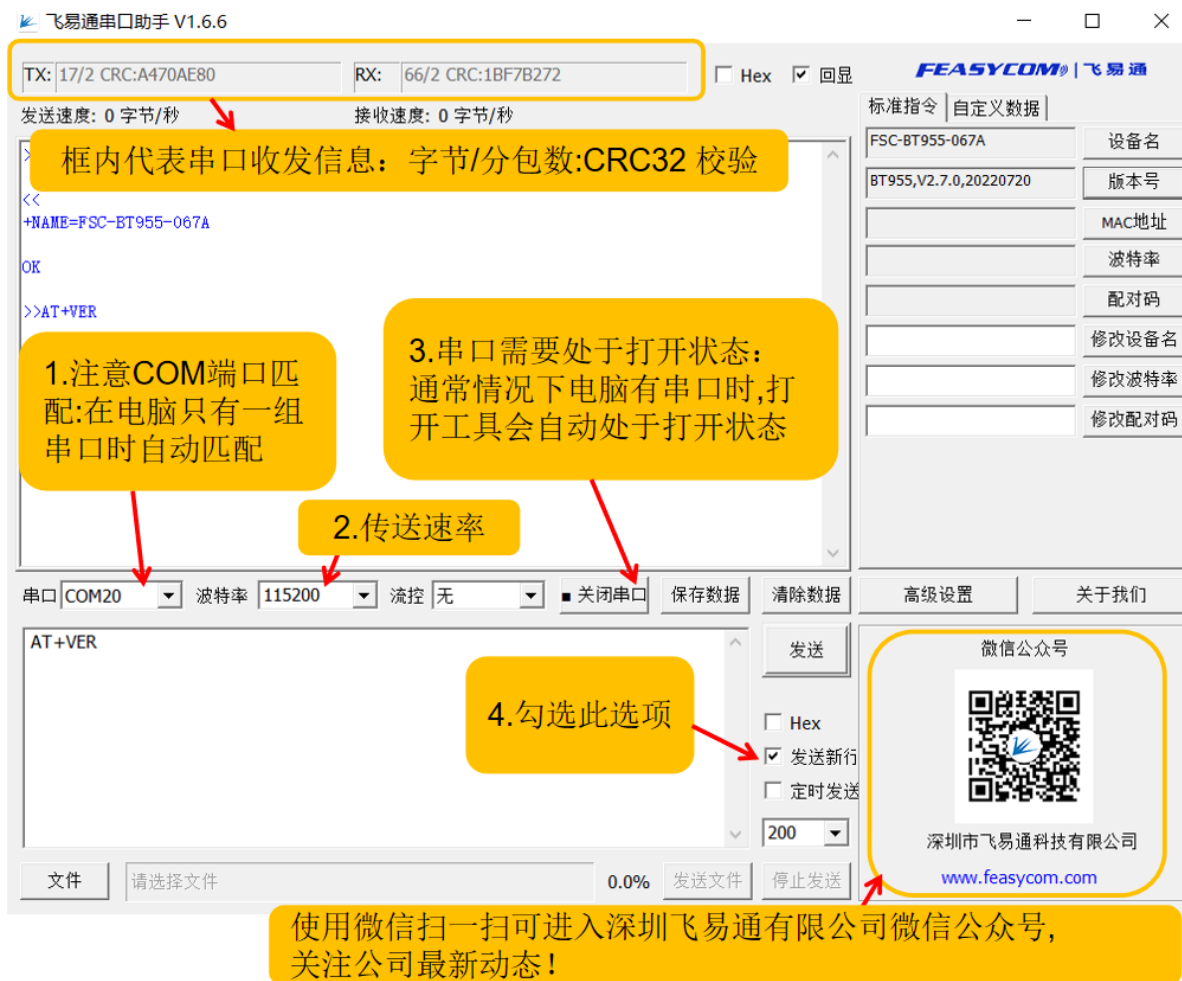 飞易通串口助手 V1.6.6
TX: 17/2 CRC:A470AE80
RX: 66/2 CRC:1BF7B272
Hex
回显
FEASYCOM | 飞易通
发送速度: 0 字节/秒
接收速度: 0 字节/秒
框内代表串口收发信息：字节/分包数:CRC32 校验
<<
+NAME=FSC-BT955-067A
OK
>>AT+VER
1.注意COM端口匹
配:在电脑只有一组
串口时自动匹配
3.串口需要处于打开状态：
通常情况下电脑有串口时,打
开工具会自动处于打开状态
2.传送速率
标准指令
自定义数据
FSC-BT955-067A
设备名
BT955,V2.7.0,20220720
版本号
MAC地址
波特率
配对码
修改设备名
修改波特率
修改配对码
串口 COM20
波特率 115200
流控 无
关闭串口
保存数据
清除数据
高级设置
关于我们
AT+VER
发送
4.勾选此选项
Hex
发送新行
定时发送
200
文件
请选择文件
0.0%
发送文件
停止发送
微信公众号
深圳市飞易通科技有限公司
www.feasycom.com
使用微信扫一扫可进入深圳飞易通有限公司微信公众号,
关注公司最新动态！